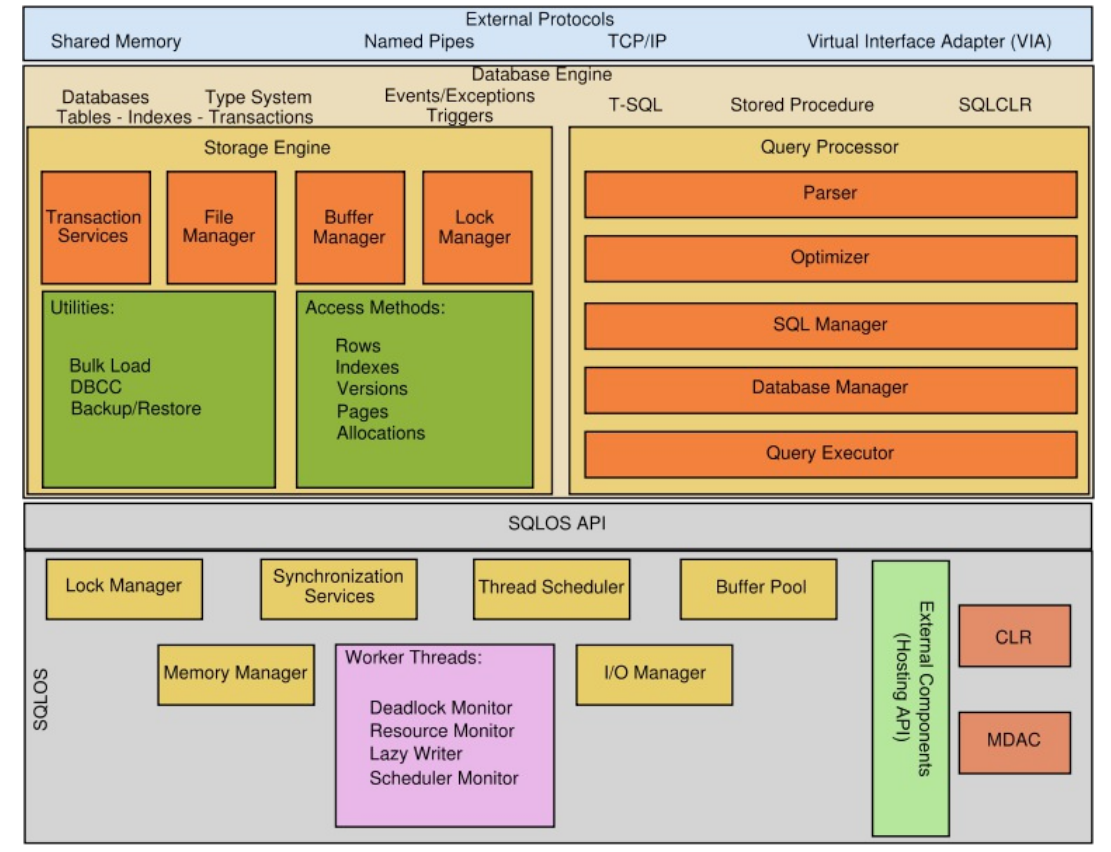 External Protocols
Shared Memory Named Pipes TCP/IP Virtual Interface Adapter (VIA)
Database Engine
Databases Type System Events/Exceptions
Tables - Indexes - Transactions Triggers
T-SQL Stored Procedure SQLCLR
Storage Engine
Transaction
Services
File
Manager
Buffer
Manager
Lock
Manager
Utilities:
Bulk Load
DBCC
Backup/Restore
Access Methods:
Rows
Indexes
Versions
Pages
Allocations
Query Processor
Parser
Optimizer
SQL Manager
Database Manager
Query Executor
SQLOS API
SQLOS
Lock Manager
Synchronization
Services
Thread Scheduler
Buffer Pool
Memory Manager
Worker Threads:
Deadlock Monitor
Resource Monitor
Lazy Writer
Scheduler Monitor
I/O Manager
External Components
(Hosting API)
CLR
MDAC